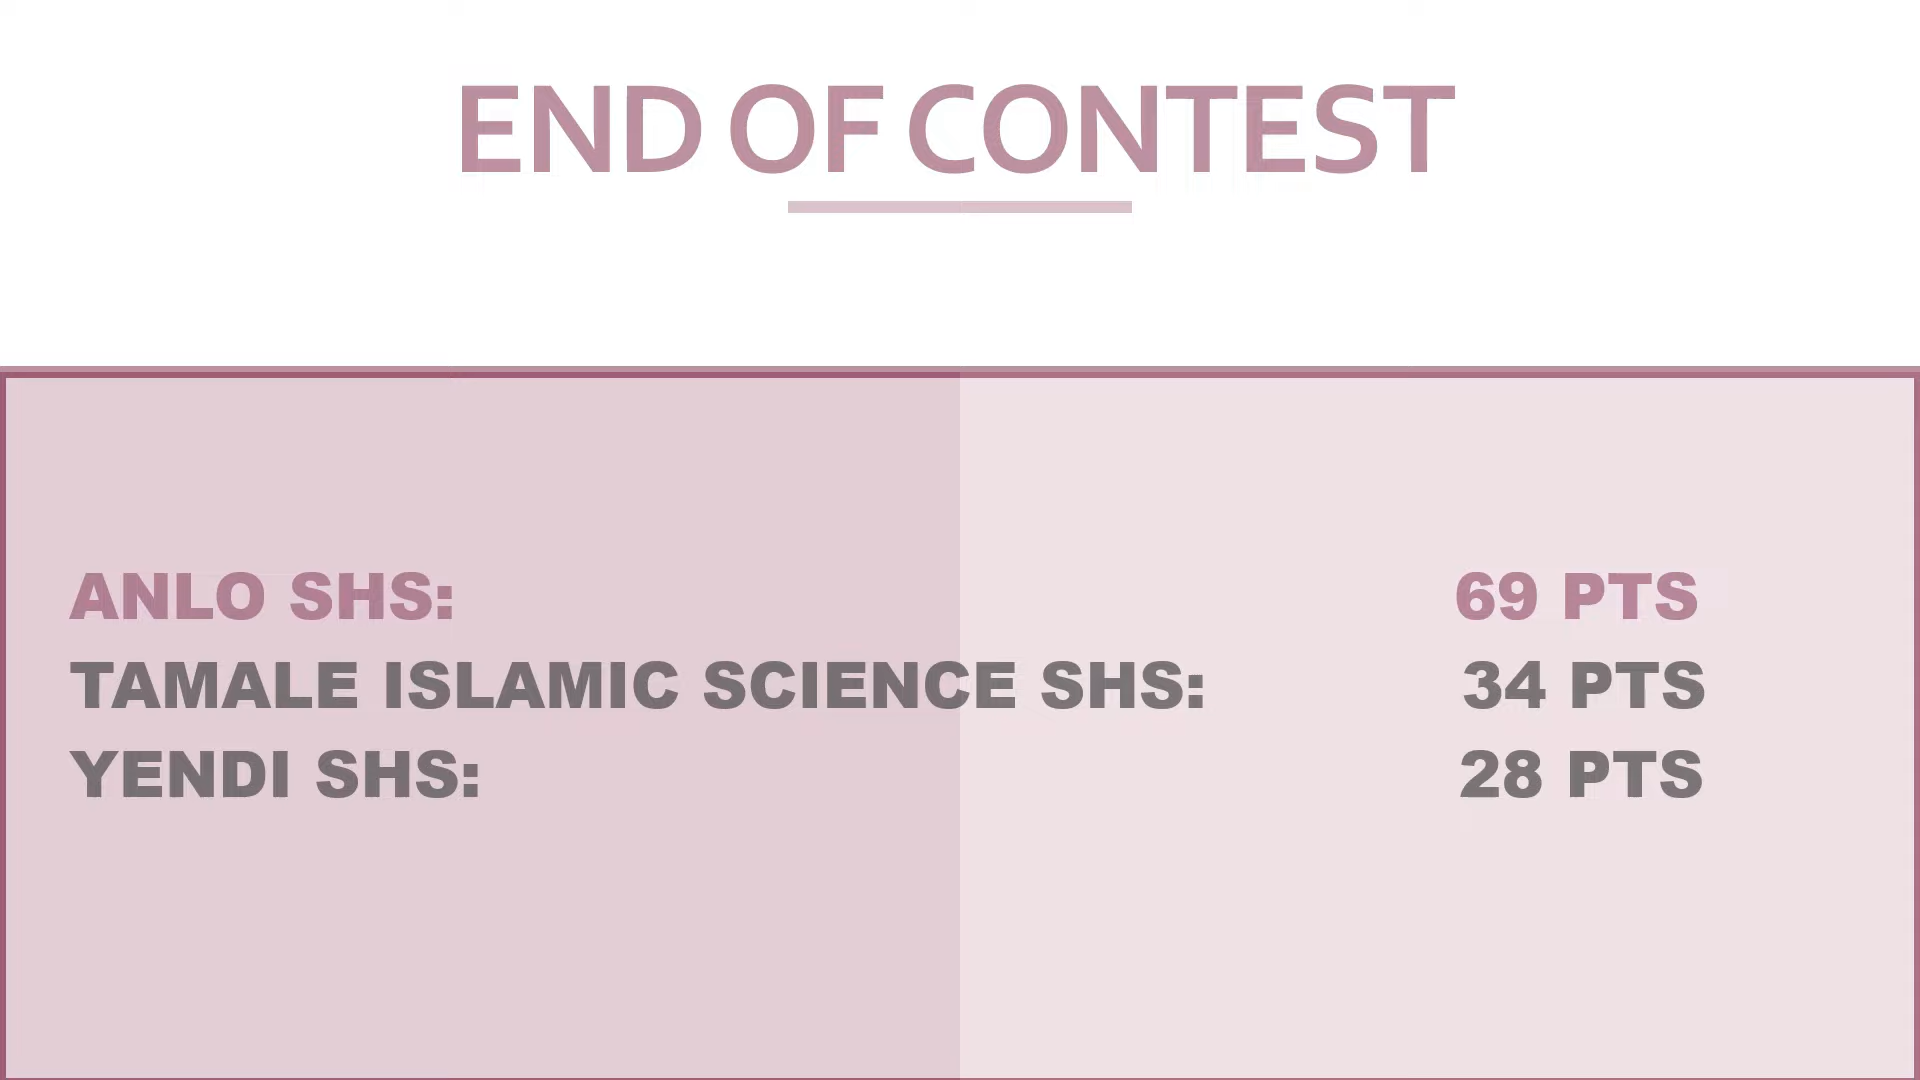 END OF CONTEST
ANLO SHS: 69 PTS
TAMALE ISLAMIC SCIENCE SHS: 34 PTS
YENDI SHS: 28 PTS